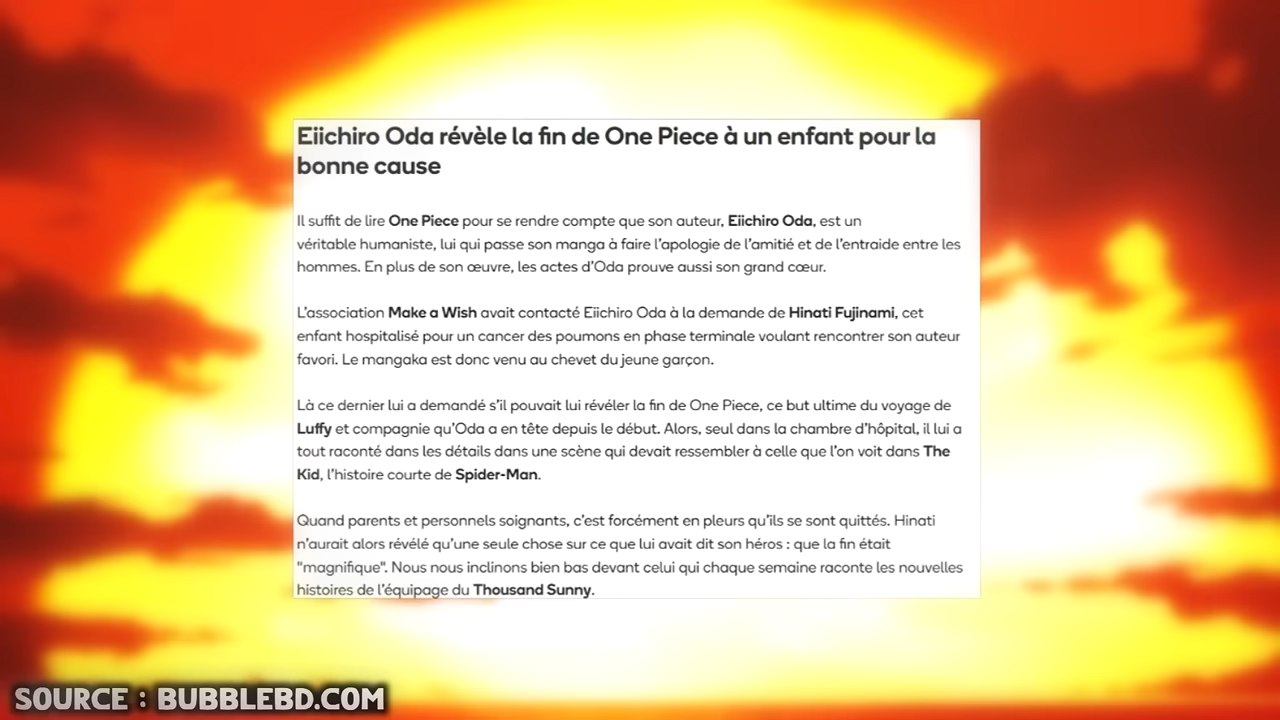 Eiichiro Oda révèle la fin de One Piece à un enfant pour la
bonne cause
Il suffit de lire One Piece pour se rendre compte que son auteur, Eiichiro Oda, est un
véritable humaniste, lui qui passe son manga à faire l'apologie de l'amitié et de l'entraide entre les
hommes. En plus de son œuvre, les actes d'Oda prouve aussi son grand cœur.
L'association Make a Wish avait contacté Eiichiro Oda à la demande de Hinati Fujinami, cet
enfant hospitalisé pour un cancer des poumons en phase terminale voulant rencontrer son auteur
favori. Le mangaka est donc venu au chevet du jeune garçon.
Là ce dernier lui a demandé s'il pouvait lui révéler la fin de One Piece, ce but ultime du voyage de
Luffy et compagnie qu'Oda a en tête depuis le début. Alors, seul dans la chambre d'hôpital, il lui a
tout raconté dans les détails dans une scène qui devait ressembler à celle que l'on voit dans The
Kid, l'histoire courte de Spider-Man.
Quand parents et personnels soignants, c'est forcément en pleurs qu'ils se sont quittés. Hinati
n'aurait alors révélé qu'une seule chose sur ce que lui avait dit son héros : que la fin était
"magnifique". Nous nous inclinons bien bas devant celui qui chaque semaine raconte les nouvelles
histoires de l'équipage du Thousand Sunny.
SOURCE : BUBBLEBD.COM